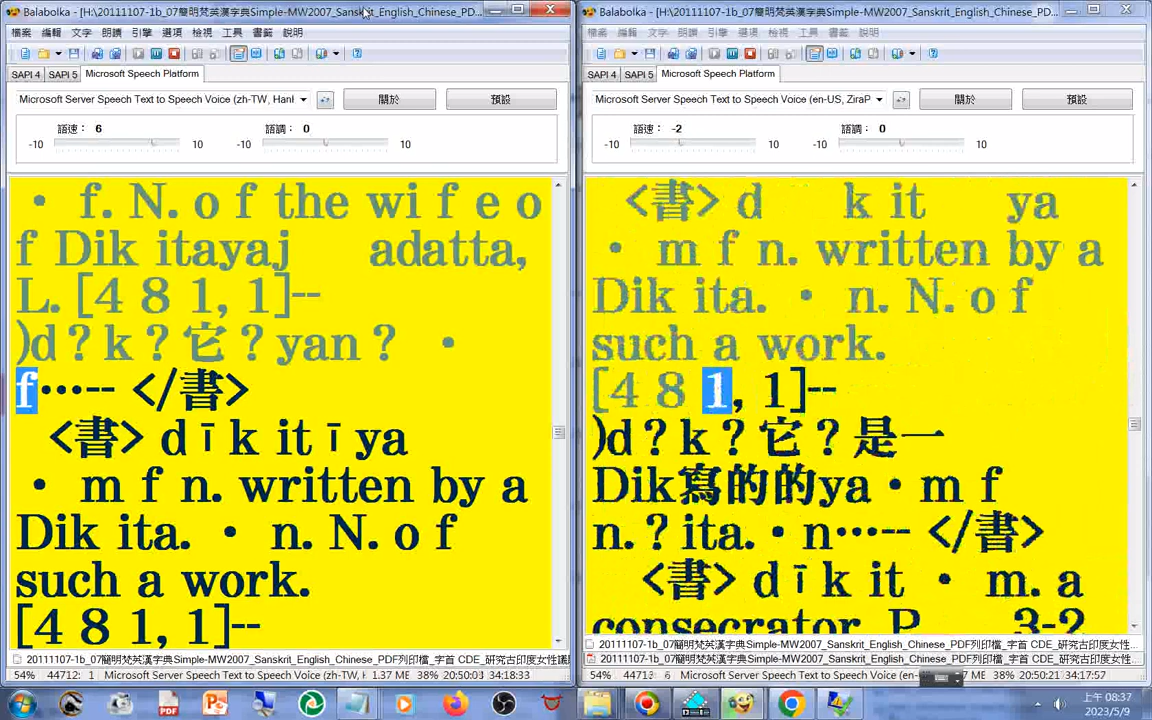 Balabolka - [H:\20111107-1b_07簡明梵英漢字典Simple-MW2007_Sanskrit_English_Chinese_PD...
檔案 編輯 文字 朗讀 引擎 選項 檢視 工具 書籤 說明
SAPI 4 SAPI 5 Microsoft Speech Platform
Microsoft Server Speech Text to Speech Voice (zh-TW, Hanl
關於 預設
語速： 6 語調： 0
-10 10 -10 10
• f. N. o f the wi f e o
f Dik itayaj adatta,
L. [4 8 1, 1]--
)d？k？它？yan？ •
f…-- </書>
<書> d ī k it ī ya
• m f n. written by a
Dik ita. • n. N. o f
such a work.
[4 8 1, 1]--
20111107-1b_07簡明梵英漢字典Simple-MW2007_Sanskrit_English_Chinese_PDF列印檔_字首 CDE_研究古印度女性議
54% 44712: 1 Microsoft Speech Text to Speech Voice (zh-TW, H 1.37 ME 38% 20:50:03 34:18:33
Balabolka - [H:\20111107-1b_07簡明梵英漢字典Simple-MW2007_Sanskrit_English_Chinese_PD...
檔案 編輯 文字 朗讀 引擎 選項 檢視 工具 書籤 說明
SAPI 4 SAPI 5 Microsoft Speech Platform
Microsoft Server Speech Text to Speech Voice (en-US, ZiraP
關於 預設
語速： -2 語調： 0
-10 10 -10 10
<書> d k it ya
• m f n. written by a
Dik ita. • n. N. o f
such a work.
[4 8 1, 1]--
)d？k？它？是一
Dik寫的的ya • m f
n.？ita. • n…-- </書>
<書> d ī k it • m. a
consecrator, P 3-2
20111107-1b_07簡明梵英漢字典Simple-MW2007_Sanskrit_English_Chinese_PDF列印檔_字首 CDE_研究古印度女性...
20111107-1b_07簡明梵英漢字典Simple-MW2007_Sanskrit_English_Chinese_PDF列印檔_字首 CDE_研究古印度女性...
54% 44713: 6 Microsoft Server Speech Text to Speech Voice (en-US 38% 20:50:21 34:17:57
上午 08:37
2023/5/9